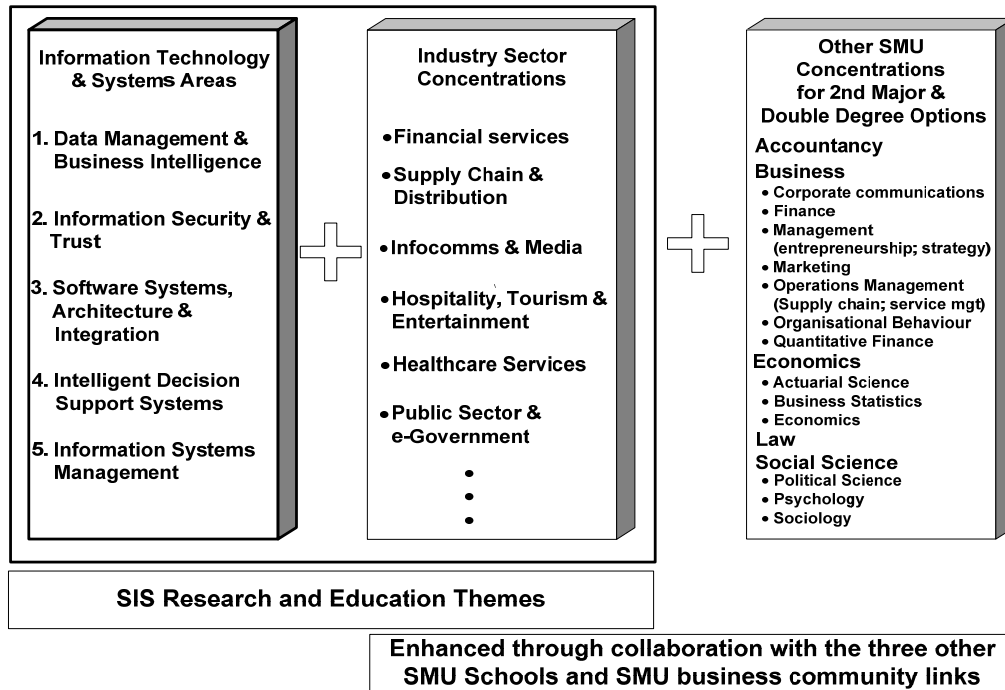 Information Technology
& Systems Areas
1. Data Management &
Business Intelligence
2. Information Security &
Trust
3. Software Systems,
Architecture &
Integration
4. Intelligent Decision
Support Systems
5. Information Systems
Management
Industry Sector
Concentrations
• Financial services
• Supply Chain &
Distribution
• Infocomms & Media
• Hospitality, Tourism &
Entertainment
• Healthcare Services
• Public Sector &
e-Government
•
•
•
Other SMU
Concentrations
for 2nd Major &
Double Degree Options
Accountancy
Business
• Corporate communications
• Finance
• Management
(entrepreneurship; strategy)
• Marketing
• Operations Management
(Supply chain; service mgt)
• Organisational Behaviour
• Quantitative Finance
Economics
• Actuarial Science
• Business Statistics
• Economics
Law
Social Science
• Political Science
• Psychology
• Sociology
SIS Research and Education Themes
Enhanced through collaboration with the three other
SMU Schools and SMU business community links